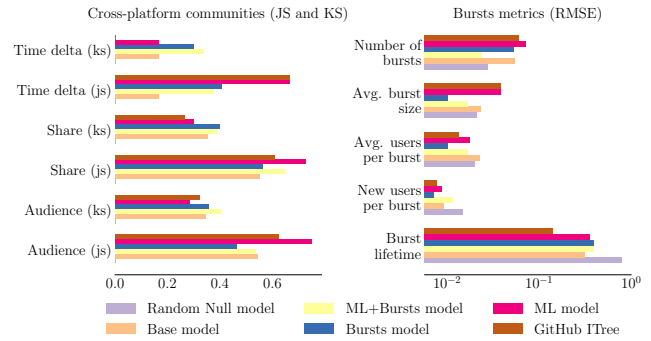 Cross-platform communities (JS and KS)
Time delta (ks)
Time delta (js)
Share (ks)
Share (js)
Audience (ks)
Audience (js)
0.0 0.2 0.4 0.6
Bursts metrics (RMSE)
Number of
bursts
Avg. burst
size
Avg. users
per burst
New users
per burst
Burst
lifetime
10⁻² 10⁻¹ 10⁰
Random Null model ML+Bursts model ML model
Base model Bursts model GitHub ITree